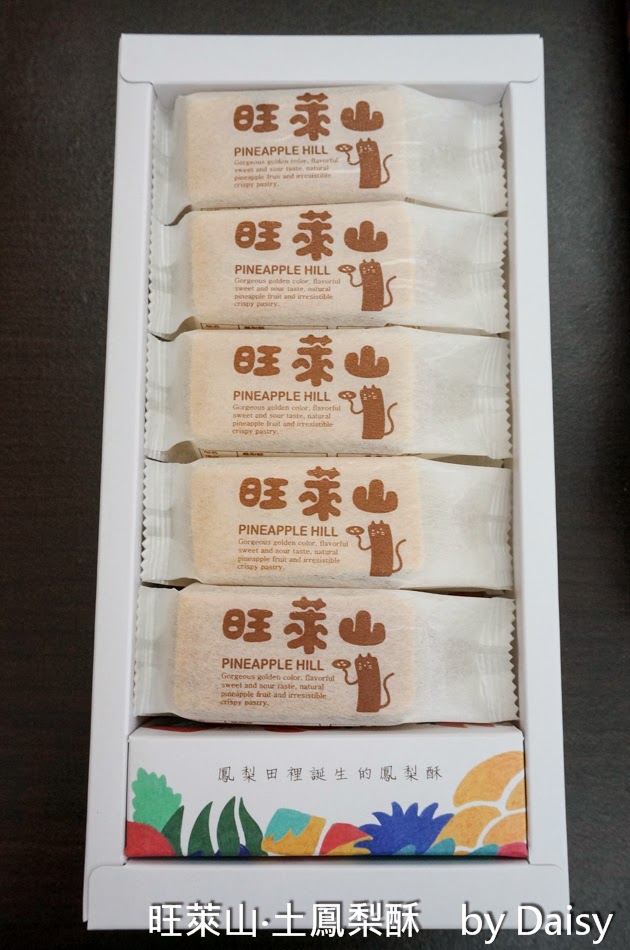 旺萊山
PINEAPPLE HILL
Gorgeous golden color, flavorful
sweet and sour taste, natural
pineapple fruit and irresistible
crispy pastry.
旺萊山
PINEAPPLE HILL
Gorgeous golden color, flavorful
sweet and sour taste, natural
pineapple fruit and irresistible
crispy pastry.
旺萊山
PINEAPPLE HILL
Gorgeous golden color, flavorful
sweet and sour taste, natural
pineapple fruit and irresistible
crispy pastry.
旺萊山
PINEAPPLE HILL
Gorgeous golden color, flavorful
sweet and sour taste, natural
pineapple fruit and irresistible
crispy pastry.
旺萊山
PINEAPPLE HILL
Gorgeous golden color, flavorful
sweet and sour taste, natural
pineapple fruit and irresistible
crispy pastry.
鳳梨田裡誕生的鳳梨酥
旺萊山·土鳳梨酥 by Daisy